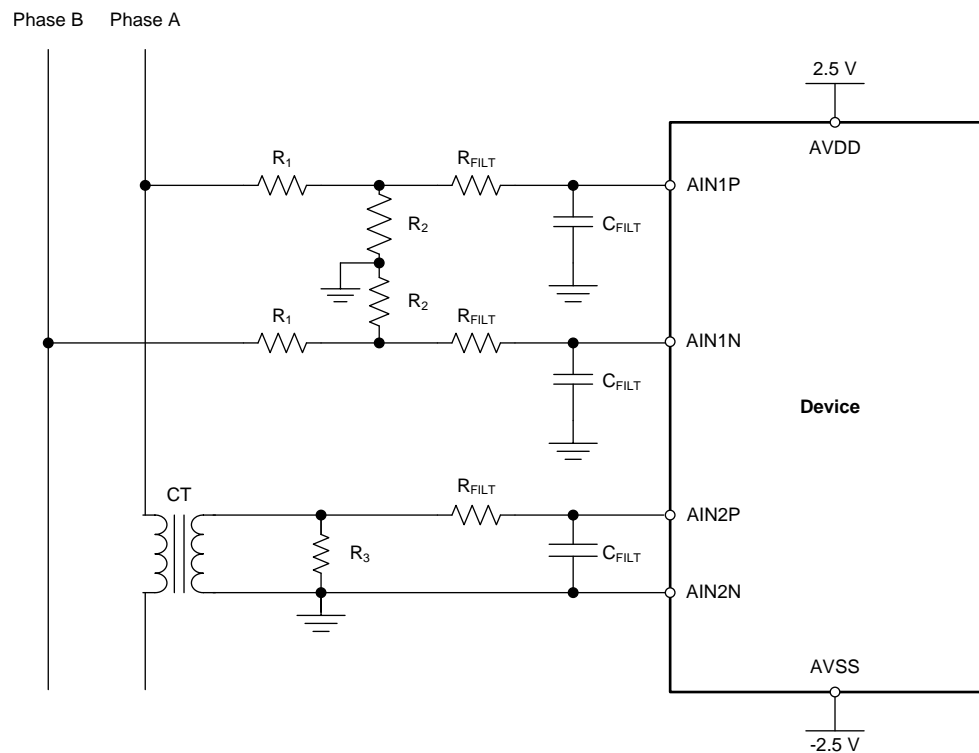 Phase B Phase A
2.5 V
AVDD
R1
RFILT
AIN1P
R2
CFILT
R1
R2
RFILT
AIN1N
CFILT
Device
CT
RFILT
AIN2P
R3
CFILT
AIN2N
AVSS
-2.5 V